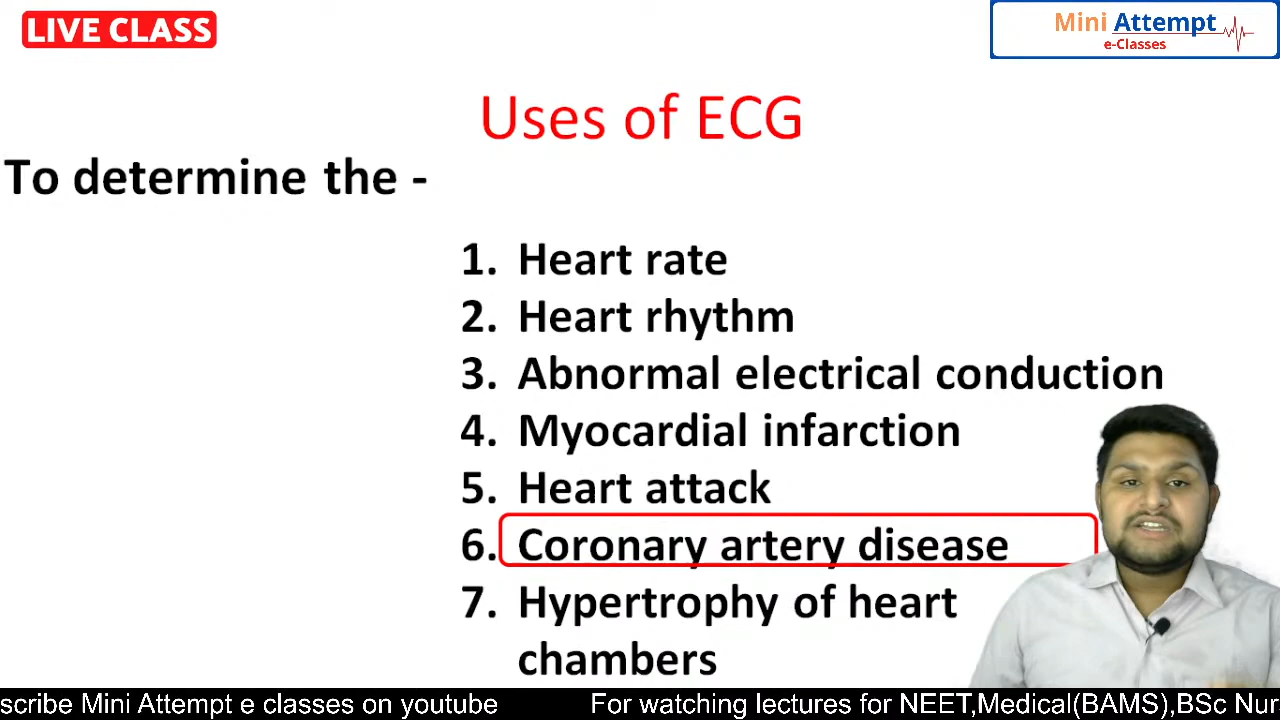 LIVE CLASS
Mini Attempt
e-Classes
Uses of ECG
To determine the -
1. Heart rate
2. Heart rhythm
3. Abnormal electrical conduction
4. Myocardial infarction
5. Heart attack
6. Coronary artery disease
7. Hypertrophy of heart
chambers
scribe Mini Attempt e classes on youtube For watching lectures for NEET,Medical(BAMS),BSc Nur